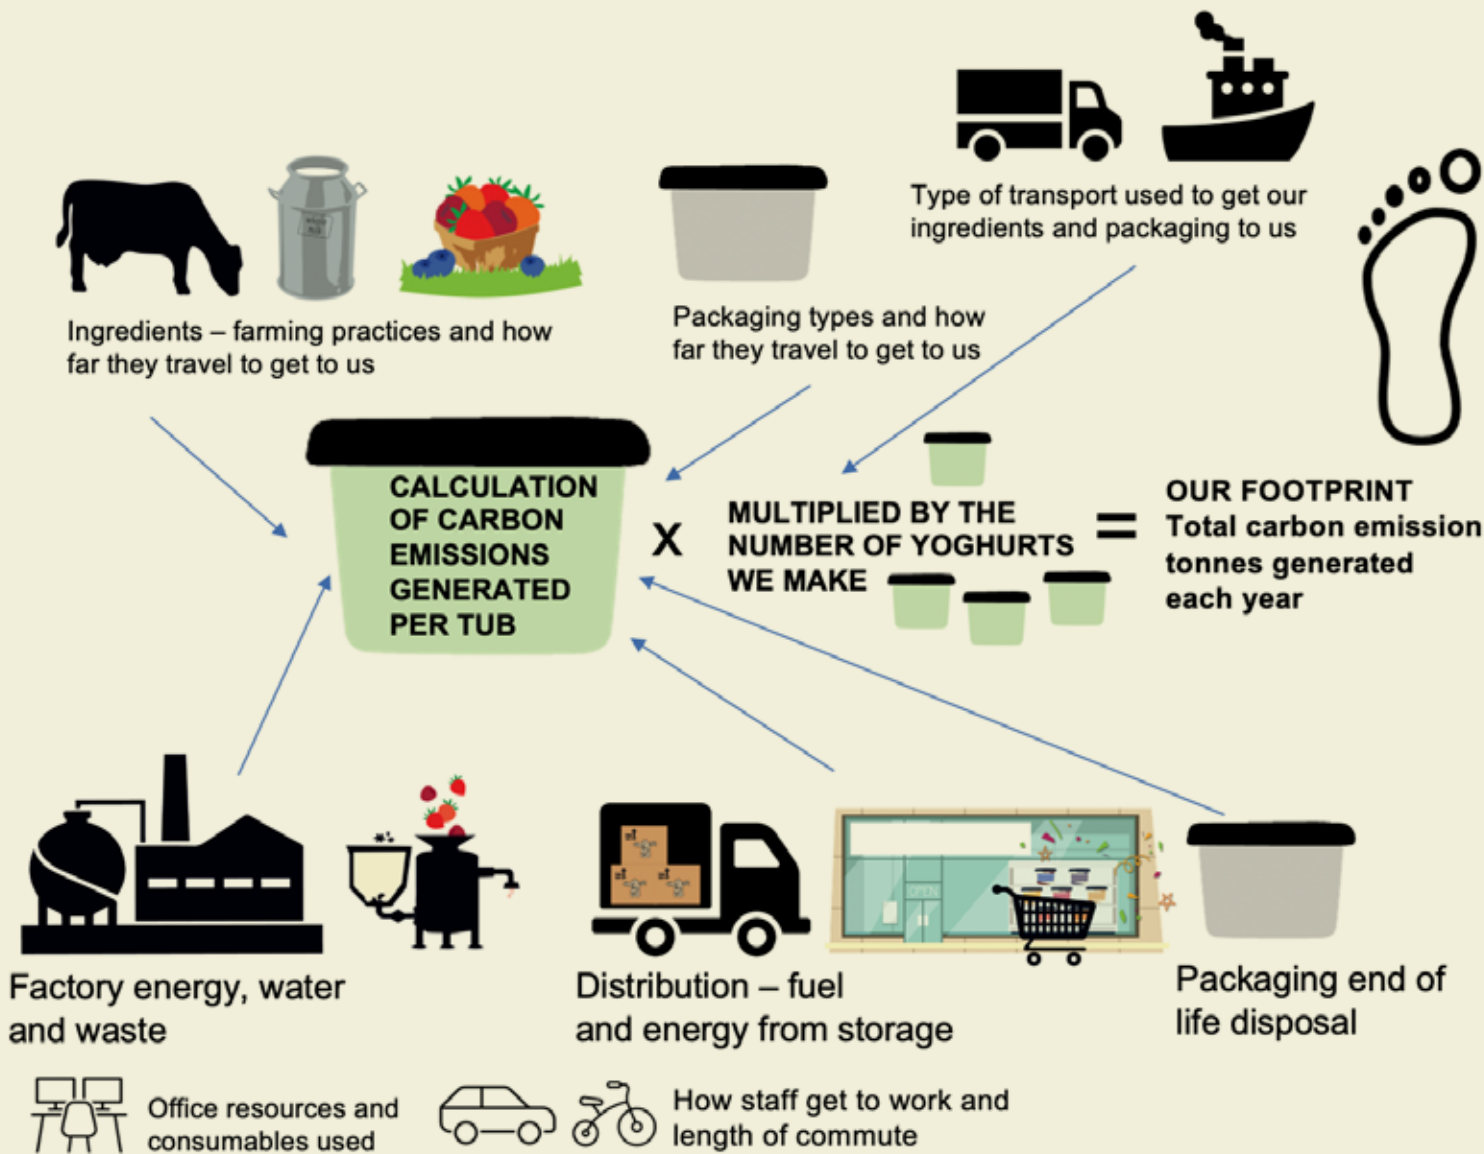 Type of transport used to get our
ingredients and packaging to us
Ingredients – farming practices and how
far they travel to get to us
Packaging types and how
far they travel to get to us
CALCULATION
OF CARBON
EMISSIONS
GENERATED
PER TUB
X
MULTIPLIED BY THE
NUMBER OF YOGHURTS
WE MAKE
=
OUR FOOTPRINT
Total carbon emission
tonnes generated
each year
OPEN
Factory energy, water
and waste
Distribution – fuel
and energy from storage
Packaging end of
life disposal
Office resources and
consumables used
How staff get to work and
length of commute